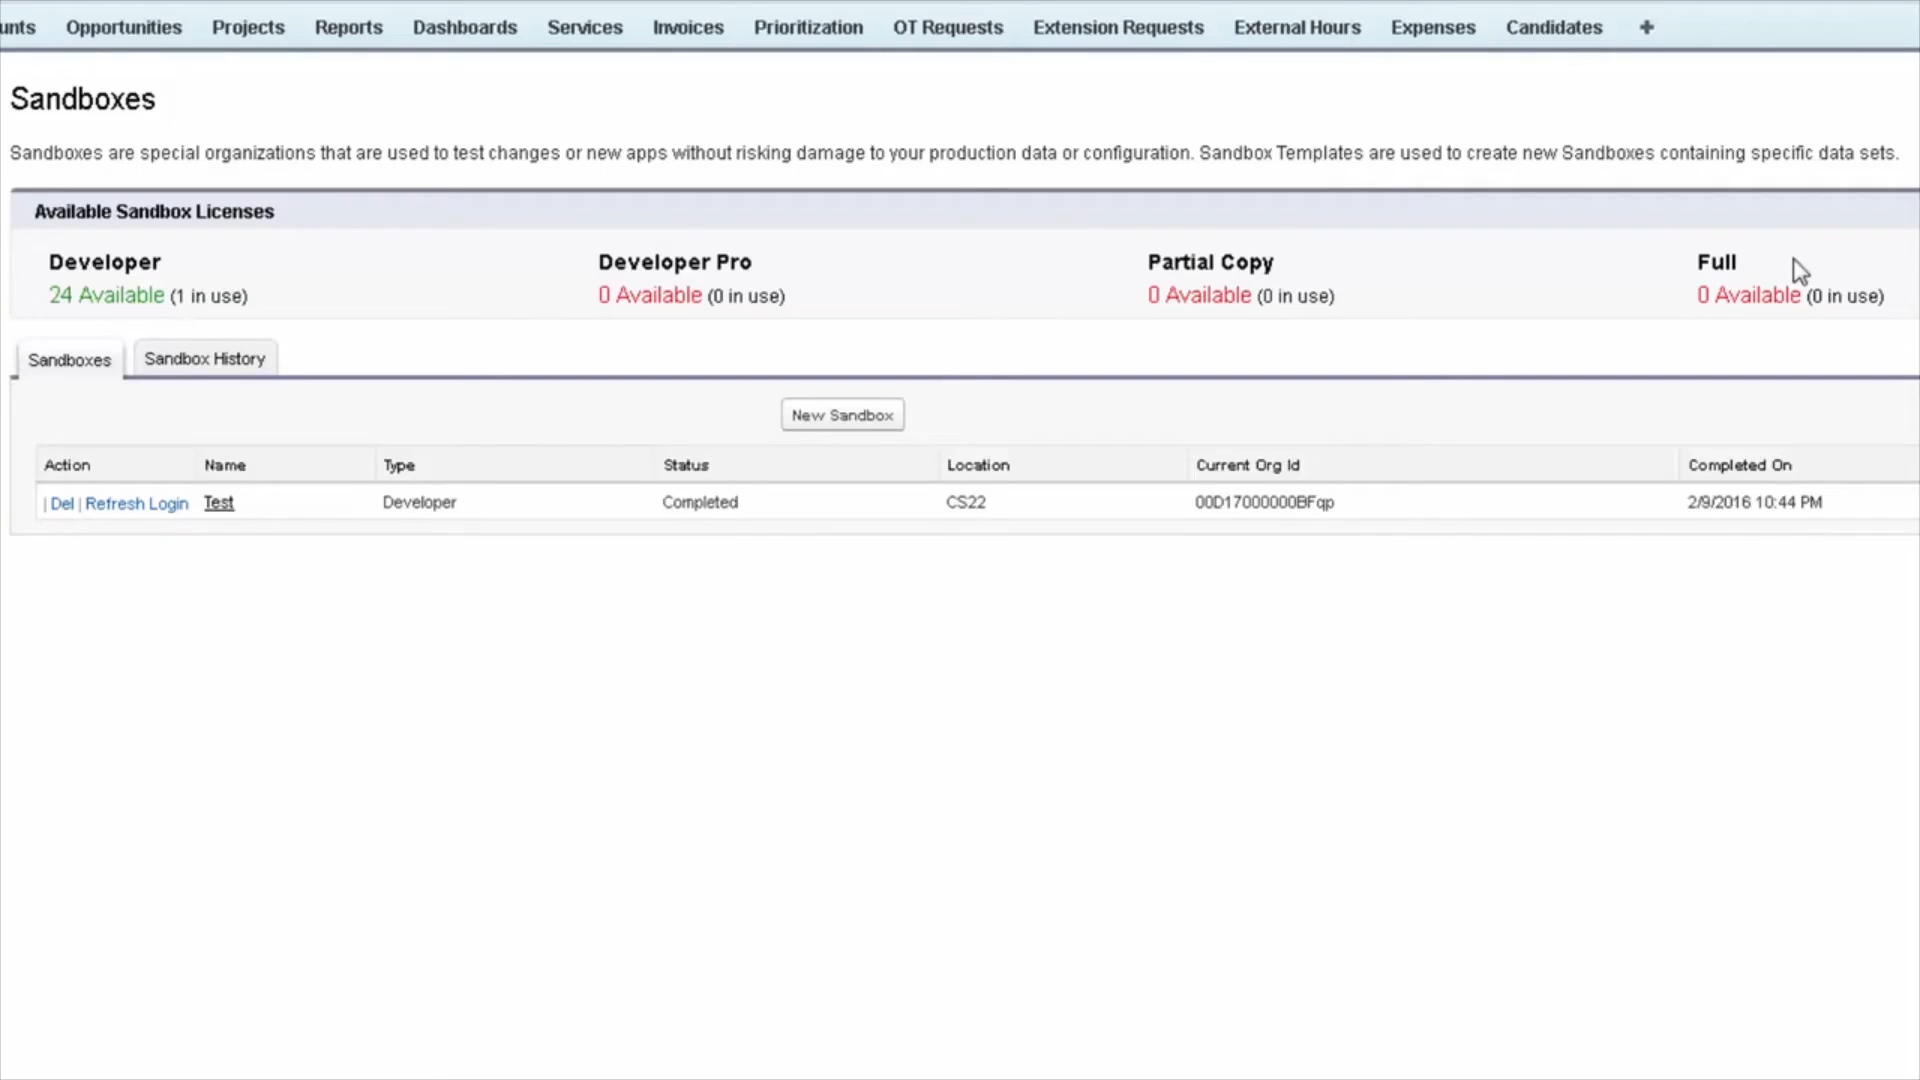 unts Opportunities Projects Reports Dashboards Services Invoices Prioritization OT Requests Extension Requests External Hours Expenses Candidates +
Sandboxes
Sandboxes are special organizations that are used to test changes or new apps without risking damage to your production data or configuration. Sandbox Templates are used to create new Sandboxes containing specific data sets.
Available Sandbox Licenses
Developer Developer Pro Partial Copy Full
24 Available (1 in use) 0 Available (0 in use) 0 Available (0 in use) 0 Available (0 in use)
Sandboxes Sandbox History
New Sandbox
Action Name Type Status Location Current Org Id Completed On
| Del | Refresh Login Test Developer Completed CS22 00D17000000BFqp 2/9/2016 10:44 PM